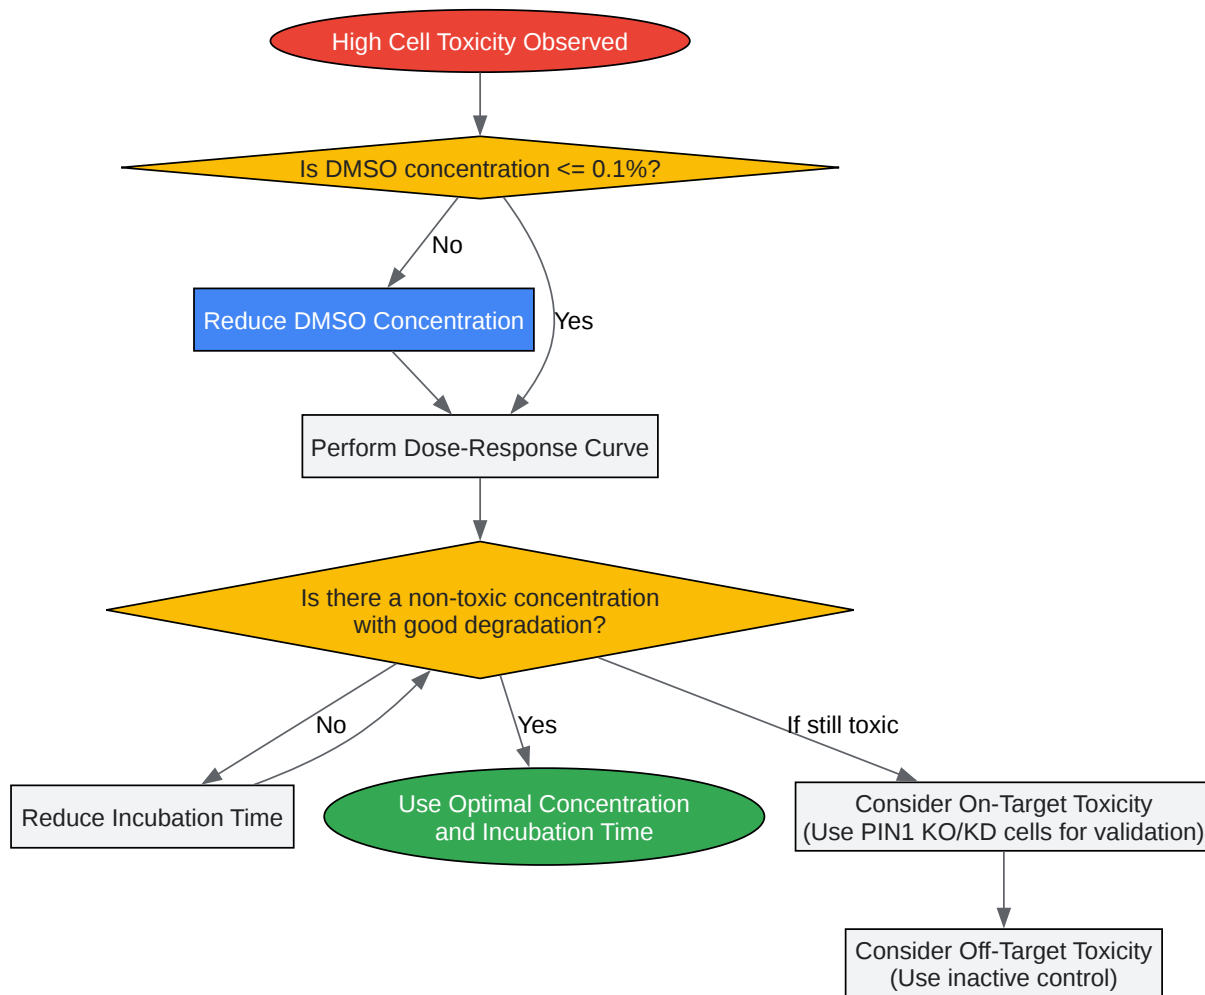 High Cell Toxicity Observed
Is DMSO concentration <= 0.1%?
No
Reduce DMSO Concentration
Yes
Perform Dose-Response Curve
Is there a non-toxic concentration
with good degradation?
No
Yes
If still toxic
Reduce Incubation Time
Use Optimal Concentration
and Incubation Time
Consider On-Target Toxicity
(Use PIN1 KO/KD cells for validation)
Consider Off-Target Toxicity
(Use inactive control)